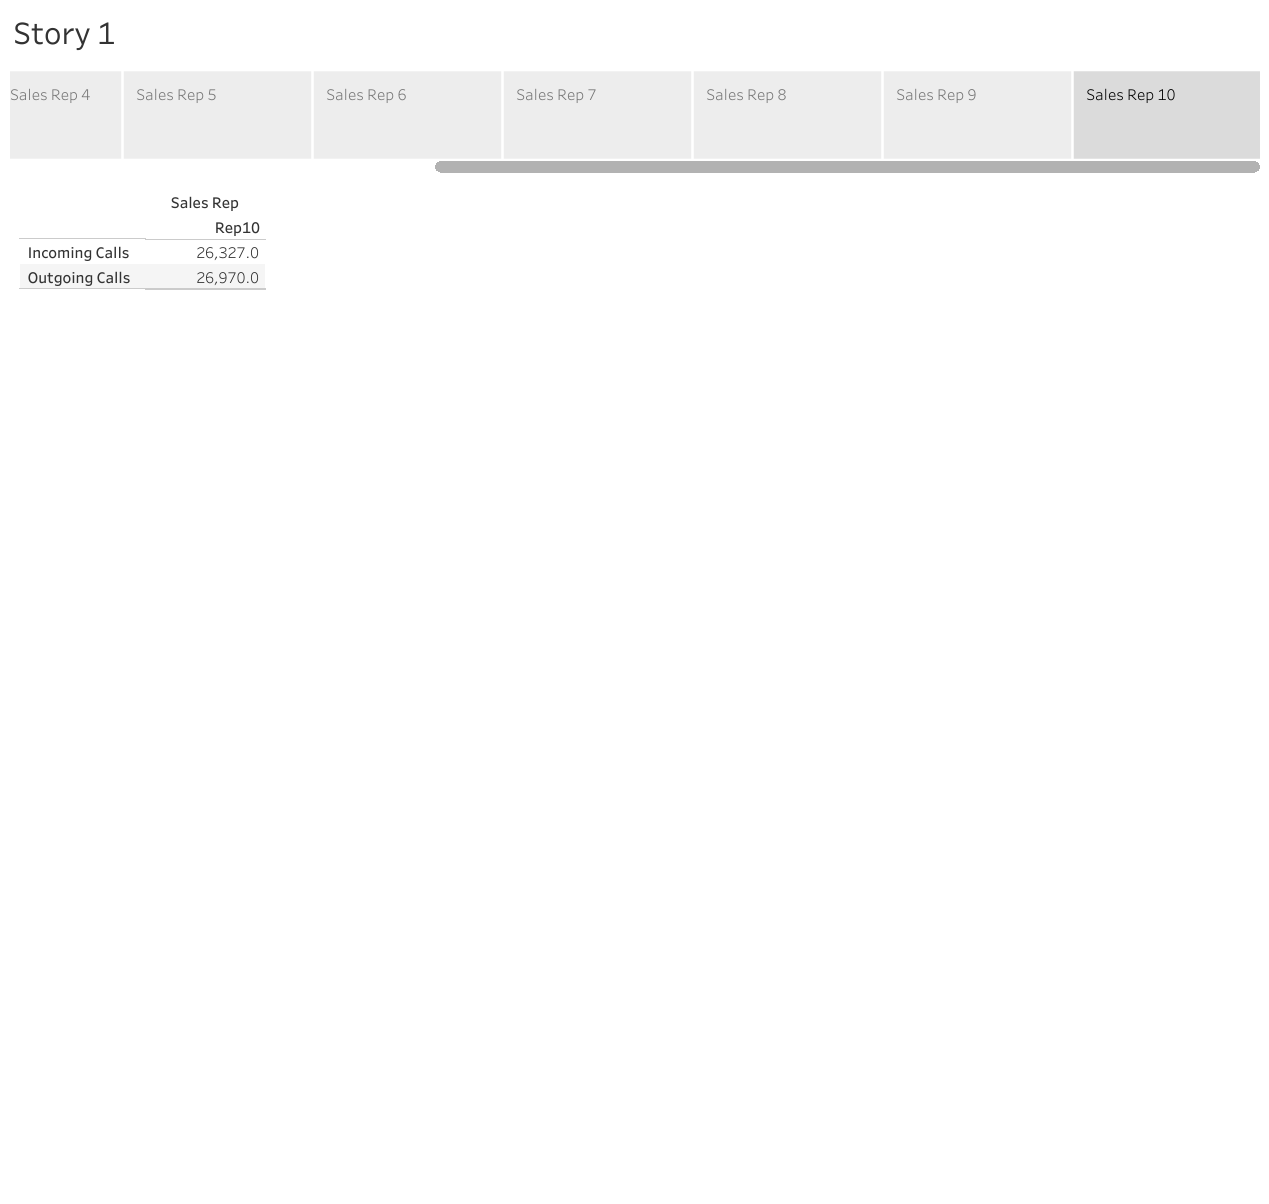 Story 1
Sales Rep 4 Sales Rep 5 Sales Rep 6 Sales Rep 7 Sales Rep 8 Sales Rep 9 Sales Rep 10
Sales Rep
Rep10
Incoming Calls 26,327.0
Outgoing Calls 26,970.0